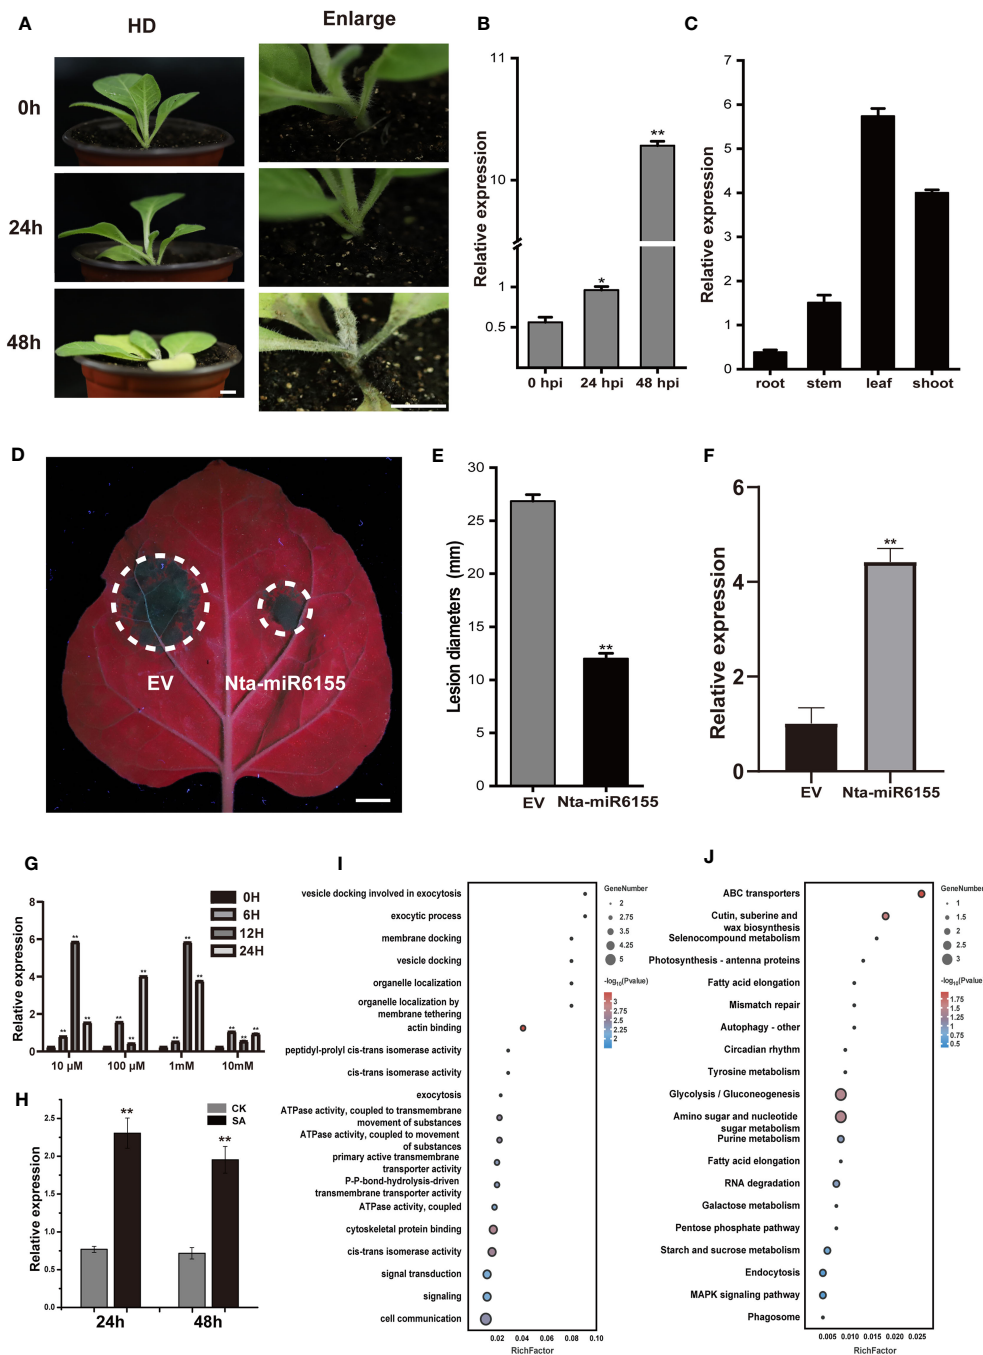 A
HD
Enlarge
0h
24h
48h
B
Relative expression
11
10
1
0.5
*
**
0 hpi
24 hpi
48 hpi
C
Relative expression
7
6
5
4
3
2
1
0
root
stem
leaf
shoot
D
EV
Nta-miR6155
E
Lesion diameters (mm)
30
25
20
15
10
5
0
**
EV
Nta-miR6155
F
Relative expression
6
4
2
0
**
EV
Nta-miR6155
G
Relative expression
8
6
4
2
0
** ** **
** ** **
** ** **
** ** **
10 μM
100 μM
1mM
10mM
0H
6H
12H
24H
H
Relative expression
2.5
2.0
1.5
1.0
0.5
0.0
**
**
CK
SA
24h
48h
I
vesicle docking involved in exocytosis
exocytic process
membrane docking
vesicle docking
organelle localization
organelle localization by
membrane tethering
actin binding
peptidyl-prolyl cis-trans isomerase activity
cis-trans isomerase activity
exocytosis
ATPase activity, coupled to transmembrane
movement of substances
ATPase activity, coupled to movement
of substances
primary active transmembrane
transporter activity
P-P-bond-hydrolysis-driven
transmembrane transporter activity
ATPase activity, coupled
cytoskeletal protein binding
cis-trans isomerase activity
signal transduction
signaling
cell communication
0.02
0.04
0.06
0.08
0.10
RichFactor
GeneNumber
2
2.75
3.5
4.25
5
-log10(Pvalue)
3
2.75
2.5
2.25
2
J
ABC transporters
Cutin, suberine and
wax biosynthesis
Selenocompound metabolism
Photosynthesis - antenna proteins
Fatty acid elongation
Mismatch repair
Autophagy - other
Circadian rhythm
Tyrosine metabolism
Glycolysis / Gluconeogenesis
Amino sugar and nucleotide
sugar metabolism
Purine metabolism
Fatty acid elongation
RNA degradation
Galactose metabolism
Pentose phosphate pathway
Starch and sucrose metabolism
Endocytosis
MAPK signaling pathway
Phagosome
0.005
0.010
0.015
0.020
0.025
RichFactor
GeneNumber
1
1.5
2
2.5
3
-log10(Pvalue)
1.75
1.5
1.25
1
0.75
0.5